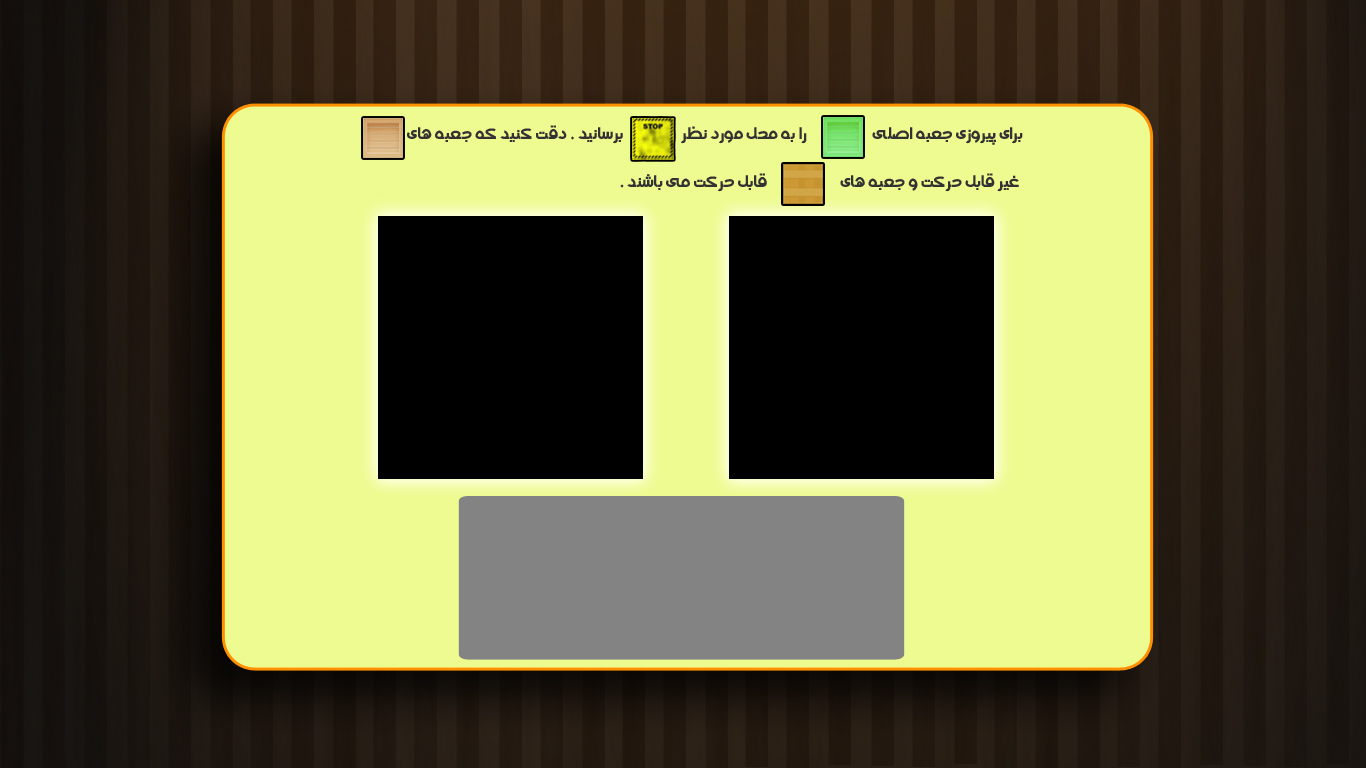 برای پیروزی جعبه اصلی را به محل مورد نظر STOP برسانید . دقت کنید که جعبه های
غیر قابل حرکت و جعبه های قابل حرکت می باشند .